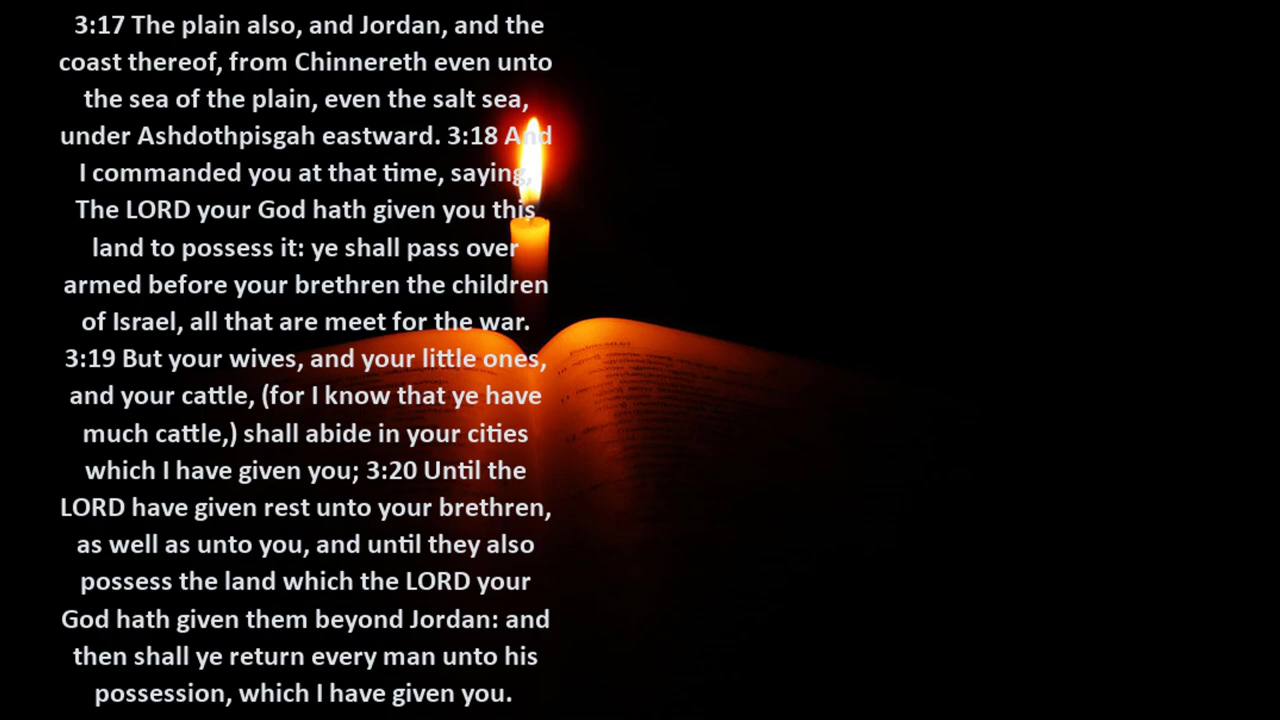 3:17 The plain also, and Jordan, and the
coast thereof, from Chinnereth even unto
the sea of the plain, even the salt sea,
under Ashdothpisgah eastward. 3:18 And
I commanded you at that time, saying,
The LORD your God hath given you this
land to possess it: ye shall pass over
armed before your brethren the children
of Israel, all that are meet for the war.
3:19 But your wives, and your little ones,
and your cattle, (for I know that ye have
much cattle,) shall abide in your cities
which I have given you; 3:20 Until the
LORD have given rest unto your brethren,
as well as unto you, and until they also
possess the land which the LORD your
God hath given them beyond Jordan: and
then shall ye return every man unto his
possession, which I have given you.